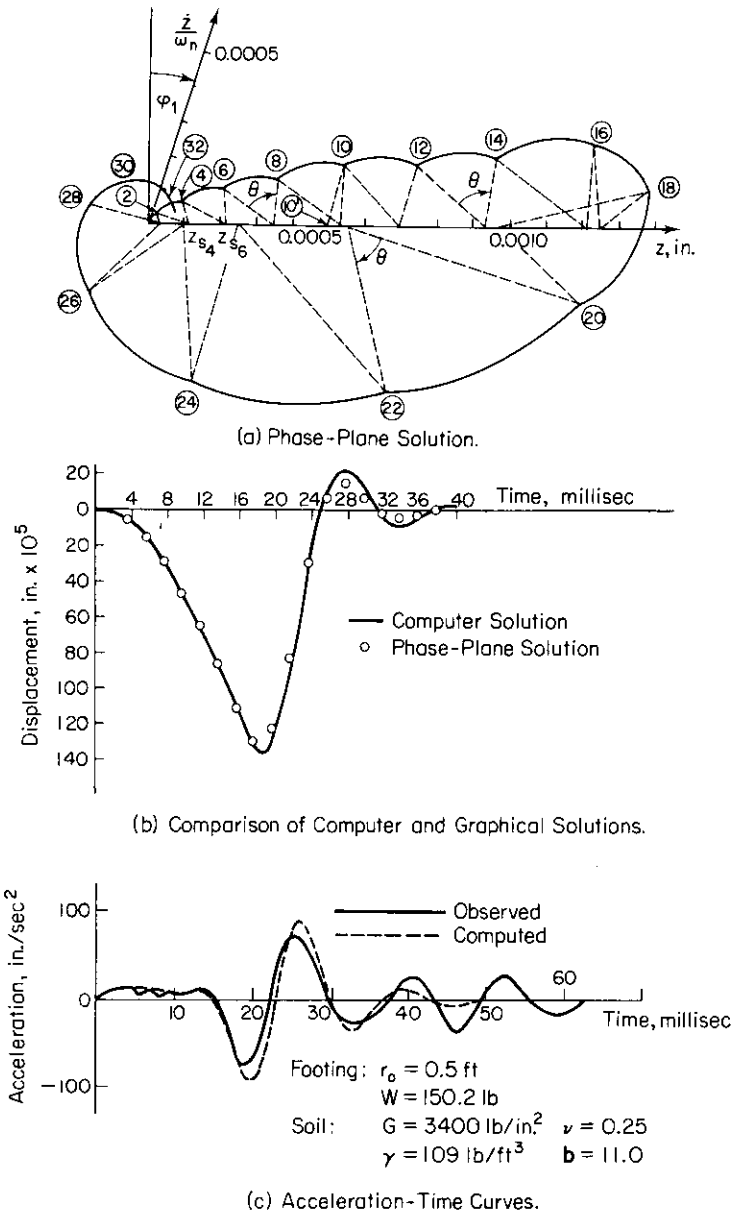 ż/ωn
0.0005
φ1
30
32
4
6
8
10
12
14
16
18
28
2
θ
10'
θ
zs4
zs6
0.0005
0.0010
z, in.
θ
26
20
24
22
(a) Phase-Plane Solution.
20
0
20
40
60
80
100
120
140
4 8 12 16 20 24 28 32 36 40
Time, millisec
Displacement, in. x 10^5
Computer Solution
Phase-Plane Solution
(b) Comparison of Computer and Graphical Solutions.
100
0
-100
Acceleration, in./sec^2
Observed
Computed
10 20 30 40 50 60
Time, millisec
Footing: ro = 0.5 ft
W = 150.2 lb
Soil: G = 3400 lb/in.^2 ν = 0.25
γ = 109 lb/ft^3 b = 11.0
(c) Acceleration-Time Curves.